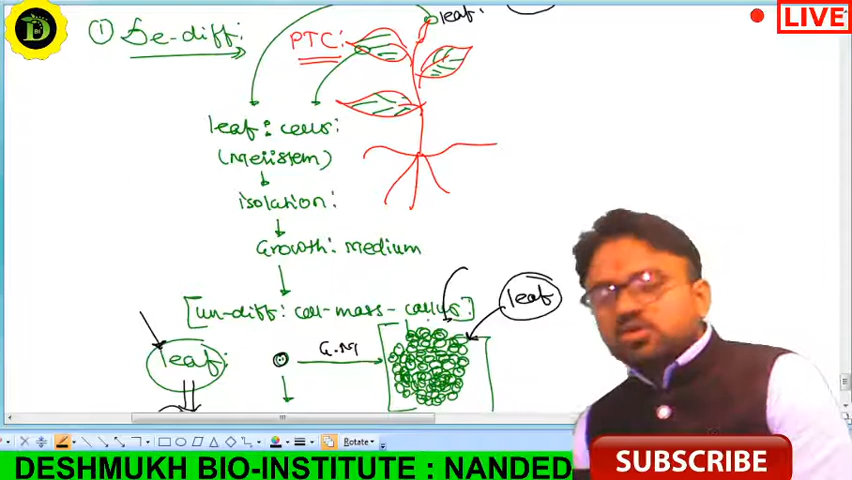 D
① De-diff:
PTC:
leaf:
LIVE
leaf: cells:
(Meristem)
isolation:
Growth: Medium
[un-diff: cell-mass-callus:]
leaf
leaf:
G.M
Rotate
DESHMUKH BIO-INSTITUTE : NANDED
SUBSCRIBE